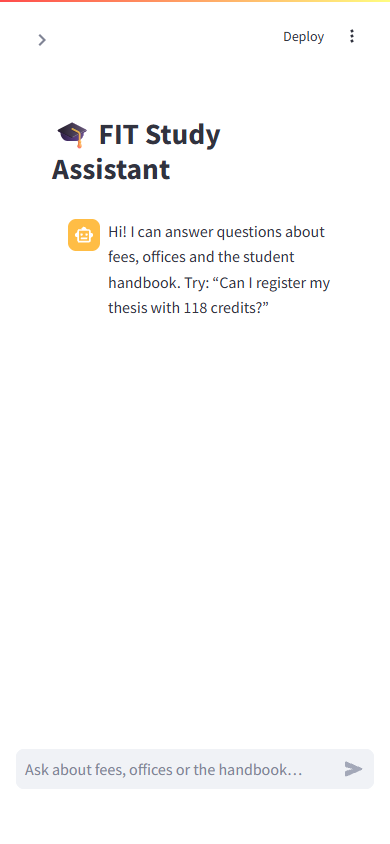 Deploy
FIT Study
Assistant
Hi! I can answer questions about
fees, offices and the student
handbook. Try: “Can I register my
thesis with 118 credits?”
Ask about fees, offices or the handbook…